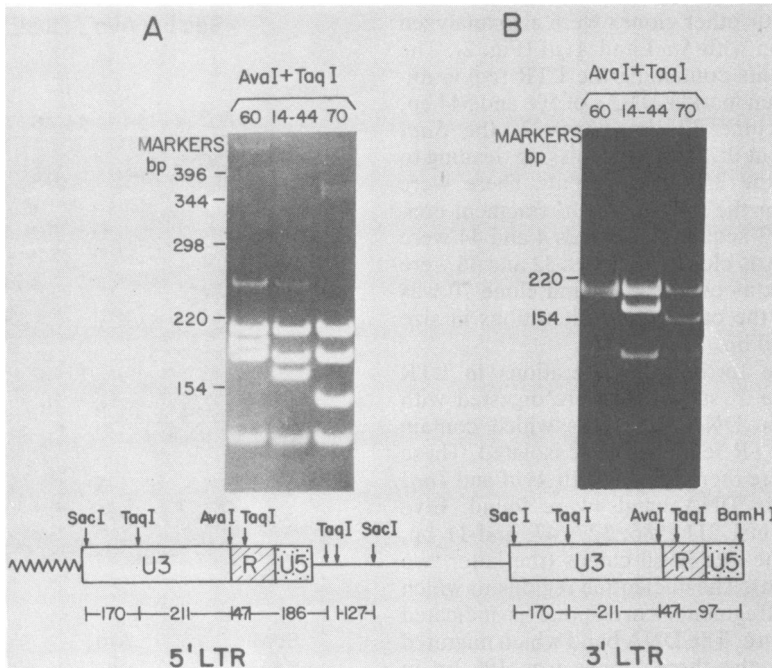 A
AvaI+TaqI
60 14-44 70
MARKERS
bp
396
344
298
220
154
SacI TaqI AvaI TaqI TaqI SacI
U3 R U5
170 211 47 186 127
5' LTR
B
AvaI+TaqI
60 14-44 70
MARKERS
bp
220
154
SacI TaqI AvaI TaqI BamHI
U3 R U5
170 211 47 97
3' LTR